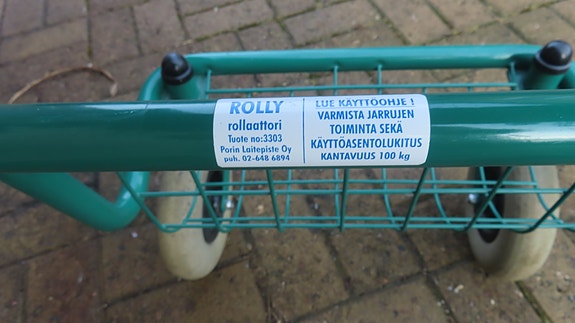 ROLLY
rollaattori
Tuote no:3303
Porin Laitepiste Oy
puh. 02-648 6894
LUE KÄYTTÖOHJE !
VARMISTA JARRUJEN
TOIMINTA SEKÄ
KÄYTTÖASENTOLUKITUS
KANTAVUUS 100 kg